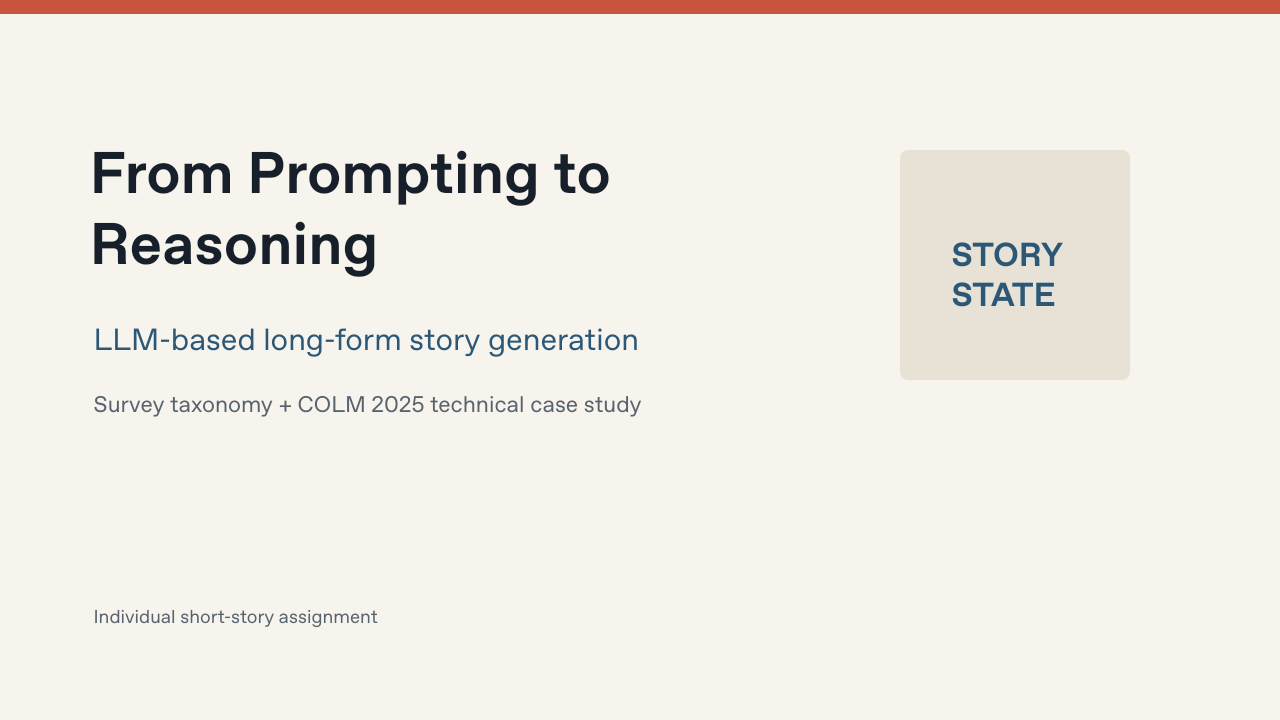 From Prompting to
Reasoning
LLM-based long-form story generation
Survey taxonomy + COLM 2025 technical case study
STORY
STATE
Individual short-story assignment